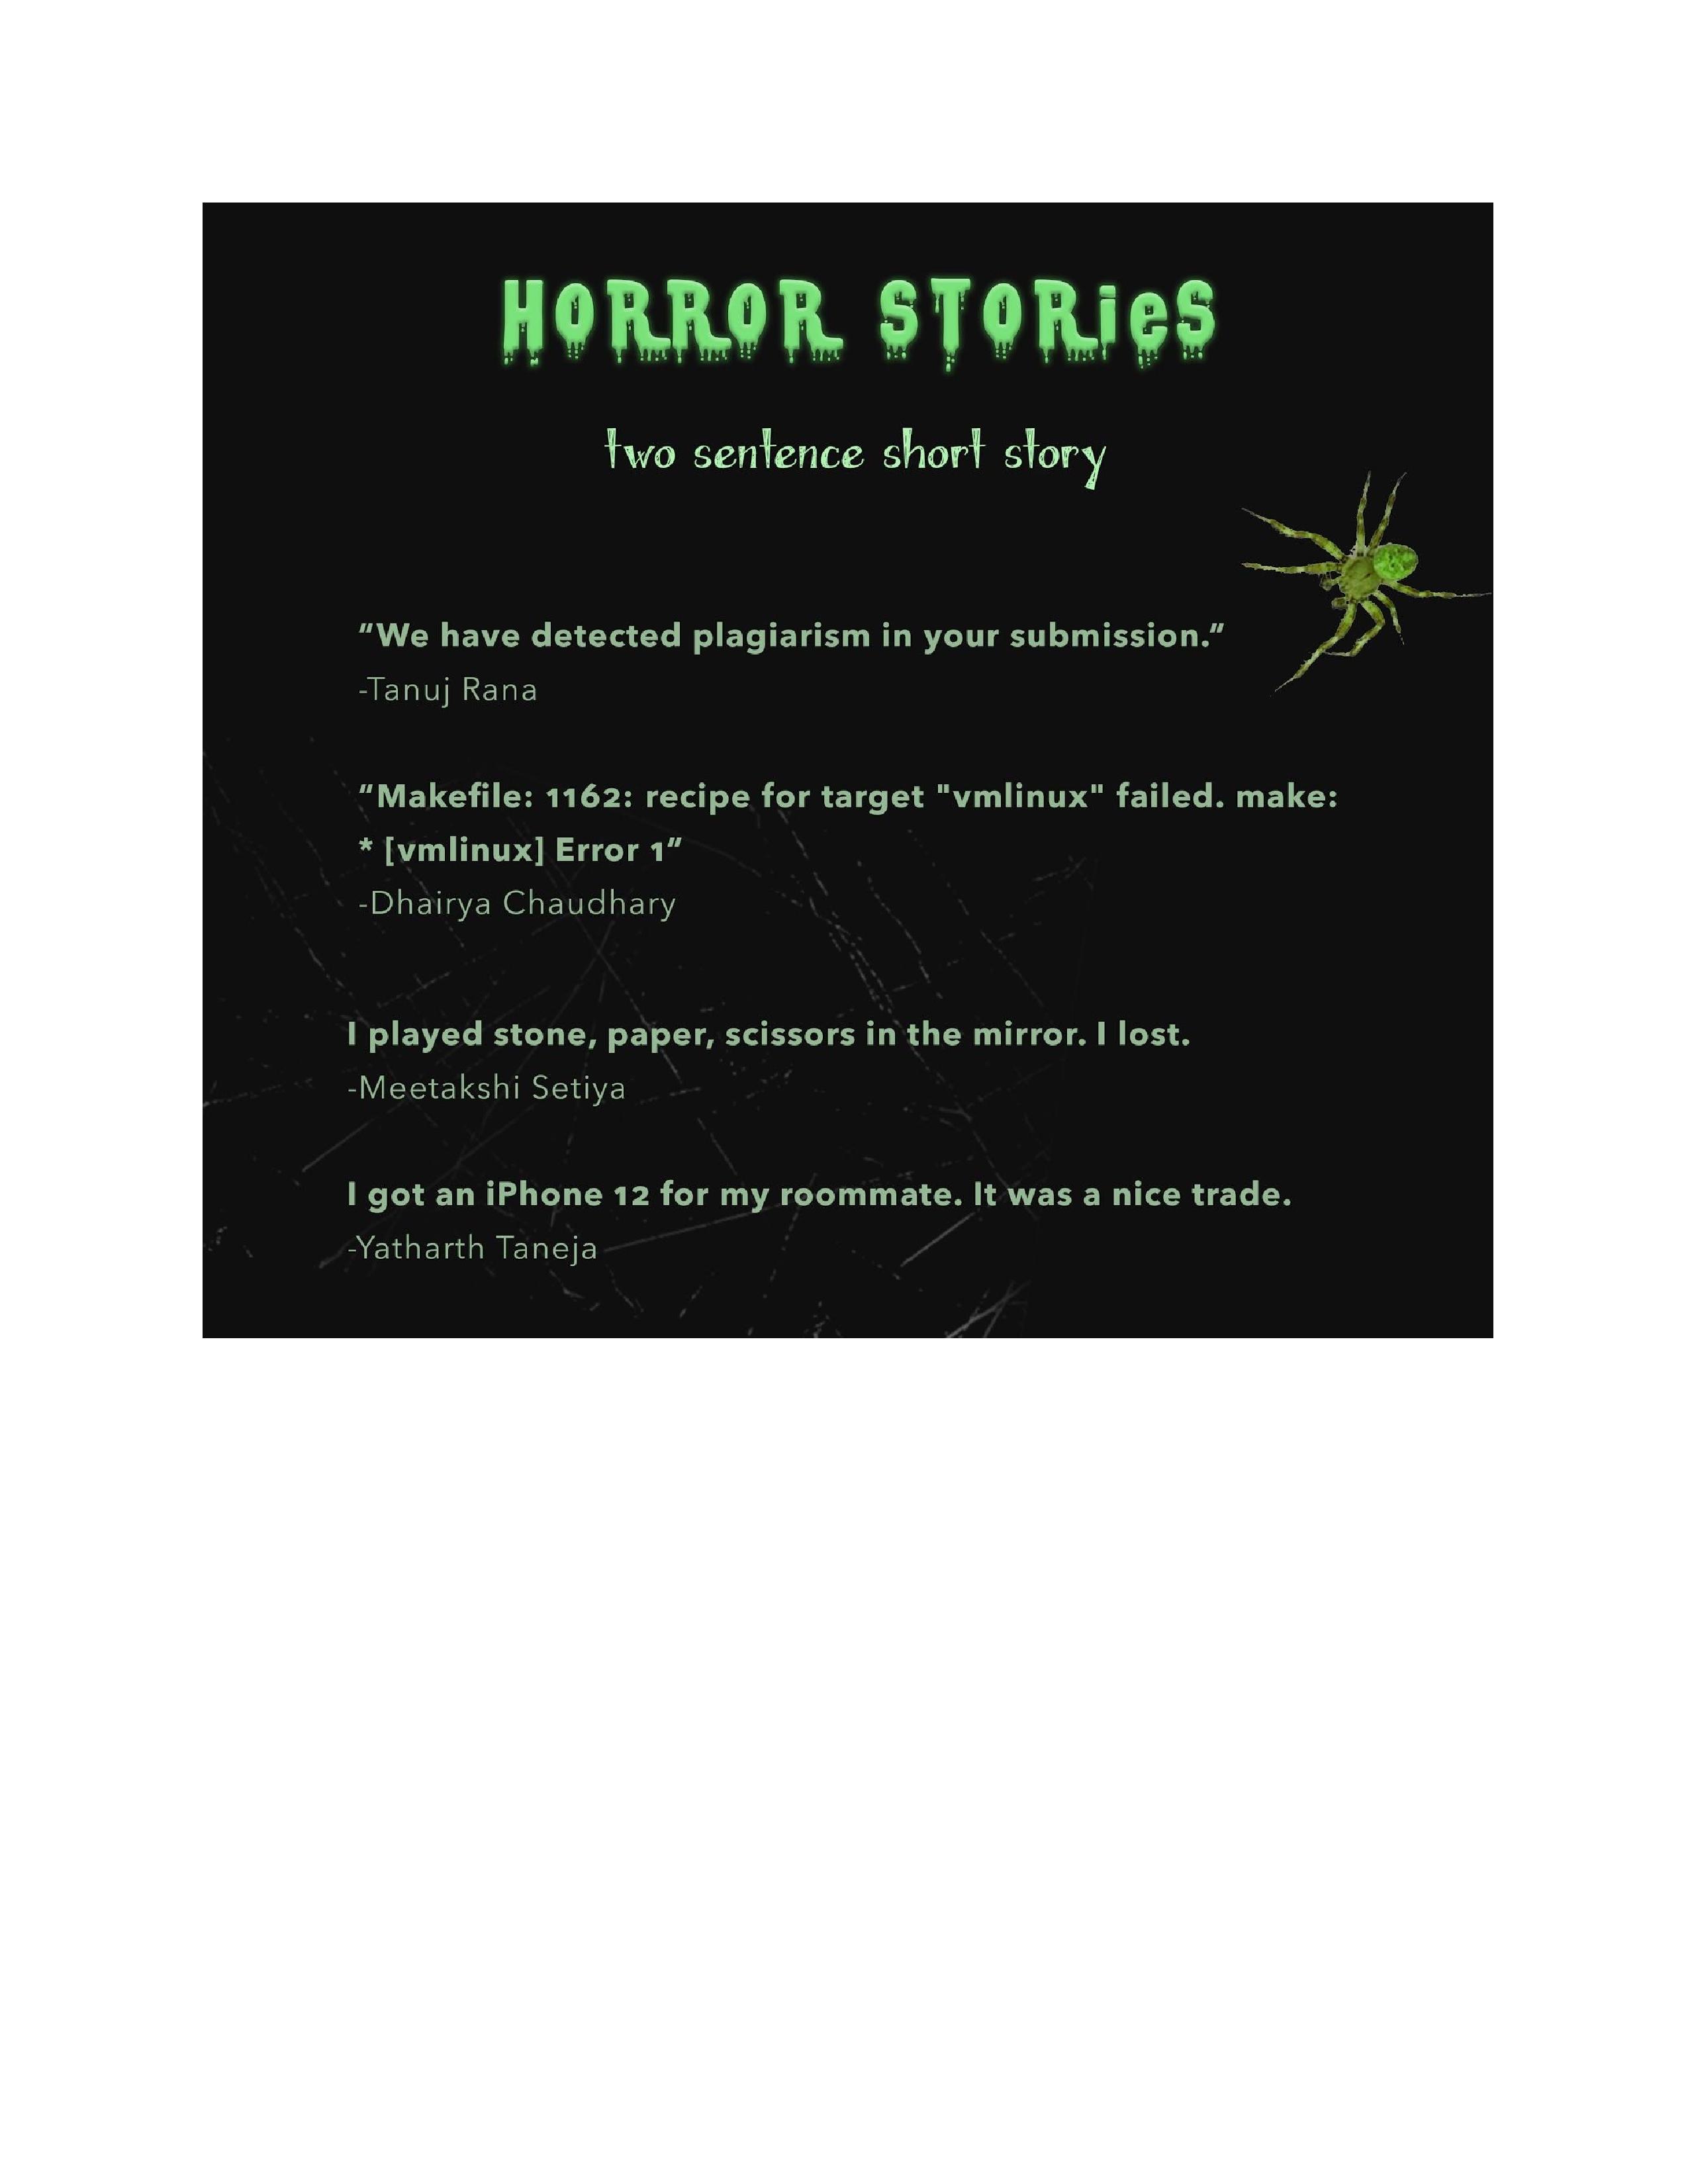 HORROR STORieS
two sentence short story
"We have detected plagiarism in your submission."
-Tanuj Rana
"Makefile: 1162: recipe for target "vmlinux" failed. make:
* [vmlinux] Error 1"
-Dhairya Chaudhary
I played stone, paper, scissors in the mirror. I lost.
-Meetakshi Setiya
I got an iPhone 12 for my roommate. It was a nice trade.
-Yatharth Taneja